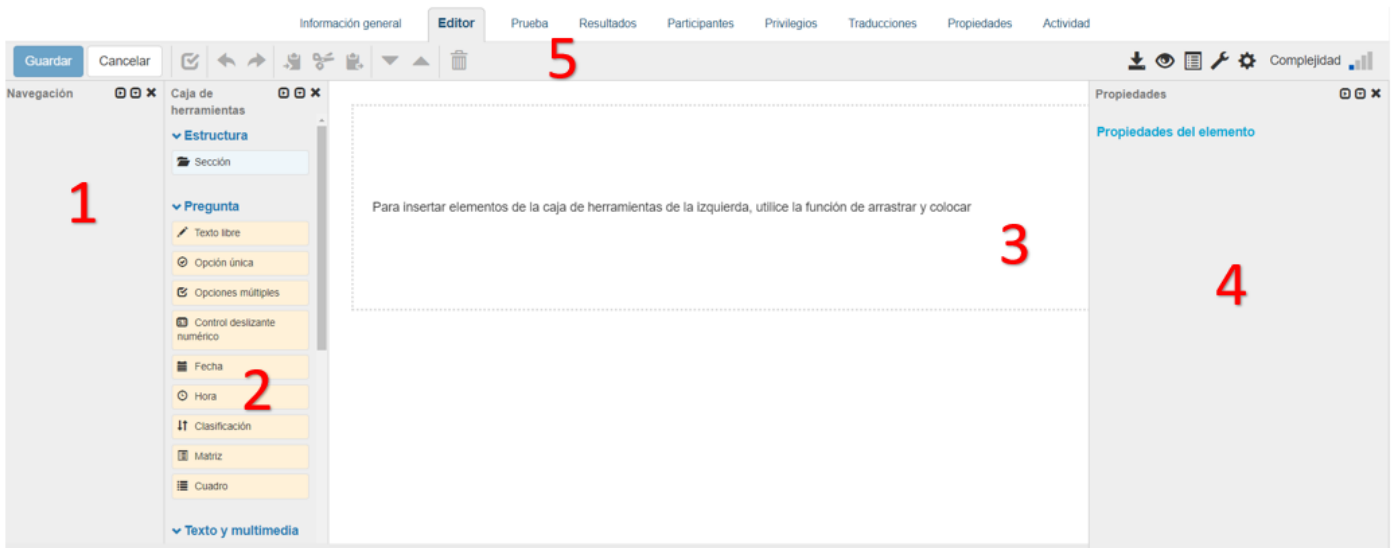 Información general Editor Prueba Resultados Participantes Privilegios Traducciones Propiedades Actividad
5
Guardar Cancelar Complejidad
Navegación
1
Caja de
herramientas
Estructura
Sección
Pregunta
Texto libre
Opción única
Opciones múltiples
Control deslizante
numérico
Fecha
2
Hora
Clasificación
Matriz
Cuadro
Texto y multimedia
Para insertar elementos de la caja de herramientas de la izquierda, utilice la función de arrastrar y colocar
3
Propiedades
Propiedades del elemento
4